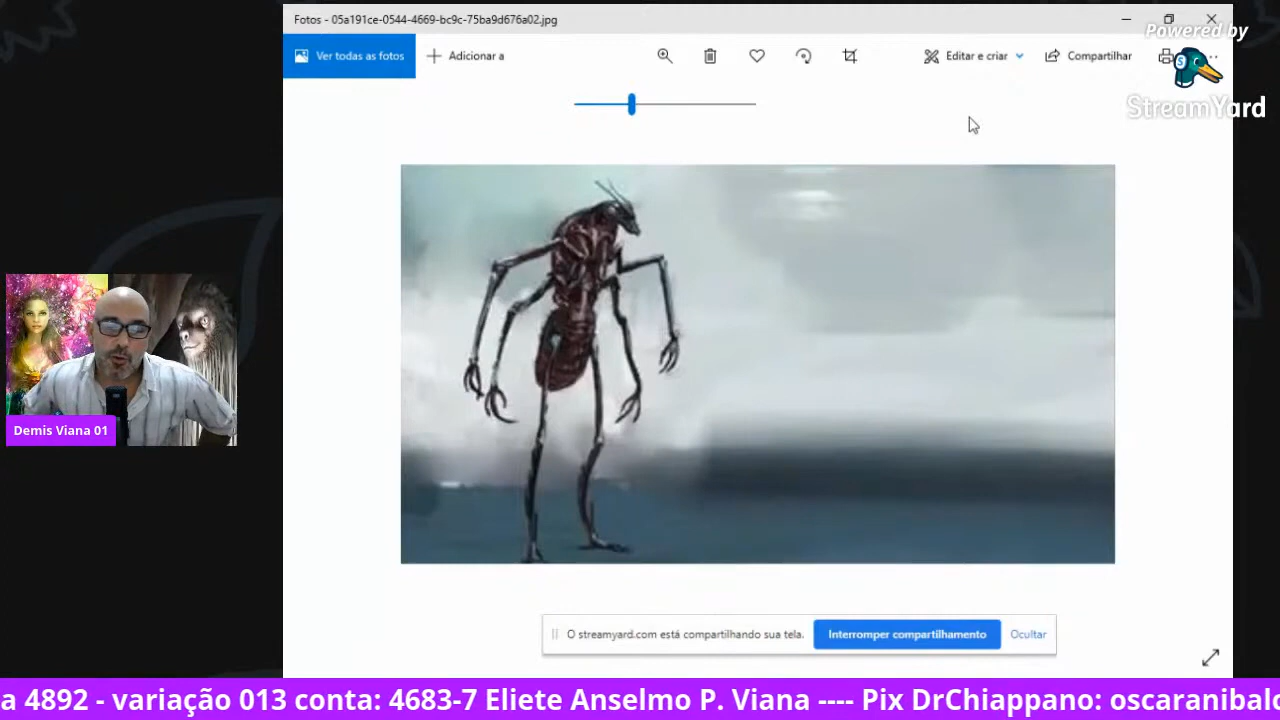 Fotos - 05a191ce-0544-4669-bc9c-75ba9d676a02.jpg
Powered by
Ver todas as fotos
Adicionar a
Editar e criar
Compartilhar
StreamYard
Demis Viana 01
O streamyard.com está compartilhando sua tela.
Interromper compartilhamento
Ocultar
a 4892 - variação 013 conta: 4683-7 Eliete Anselmo P. Viana ---- Pix DrChiappano: oscaranibalc